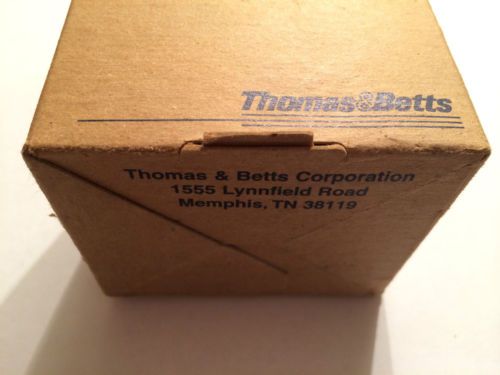 Thomas&Betts
Thomas & Betts Corporation
1555 Lynnfield Road
Memphis, TN 38119